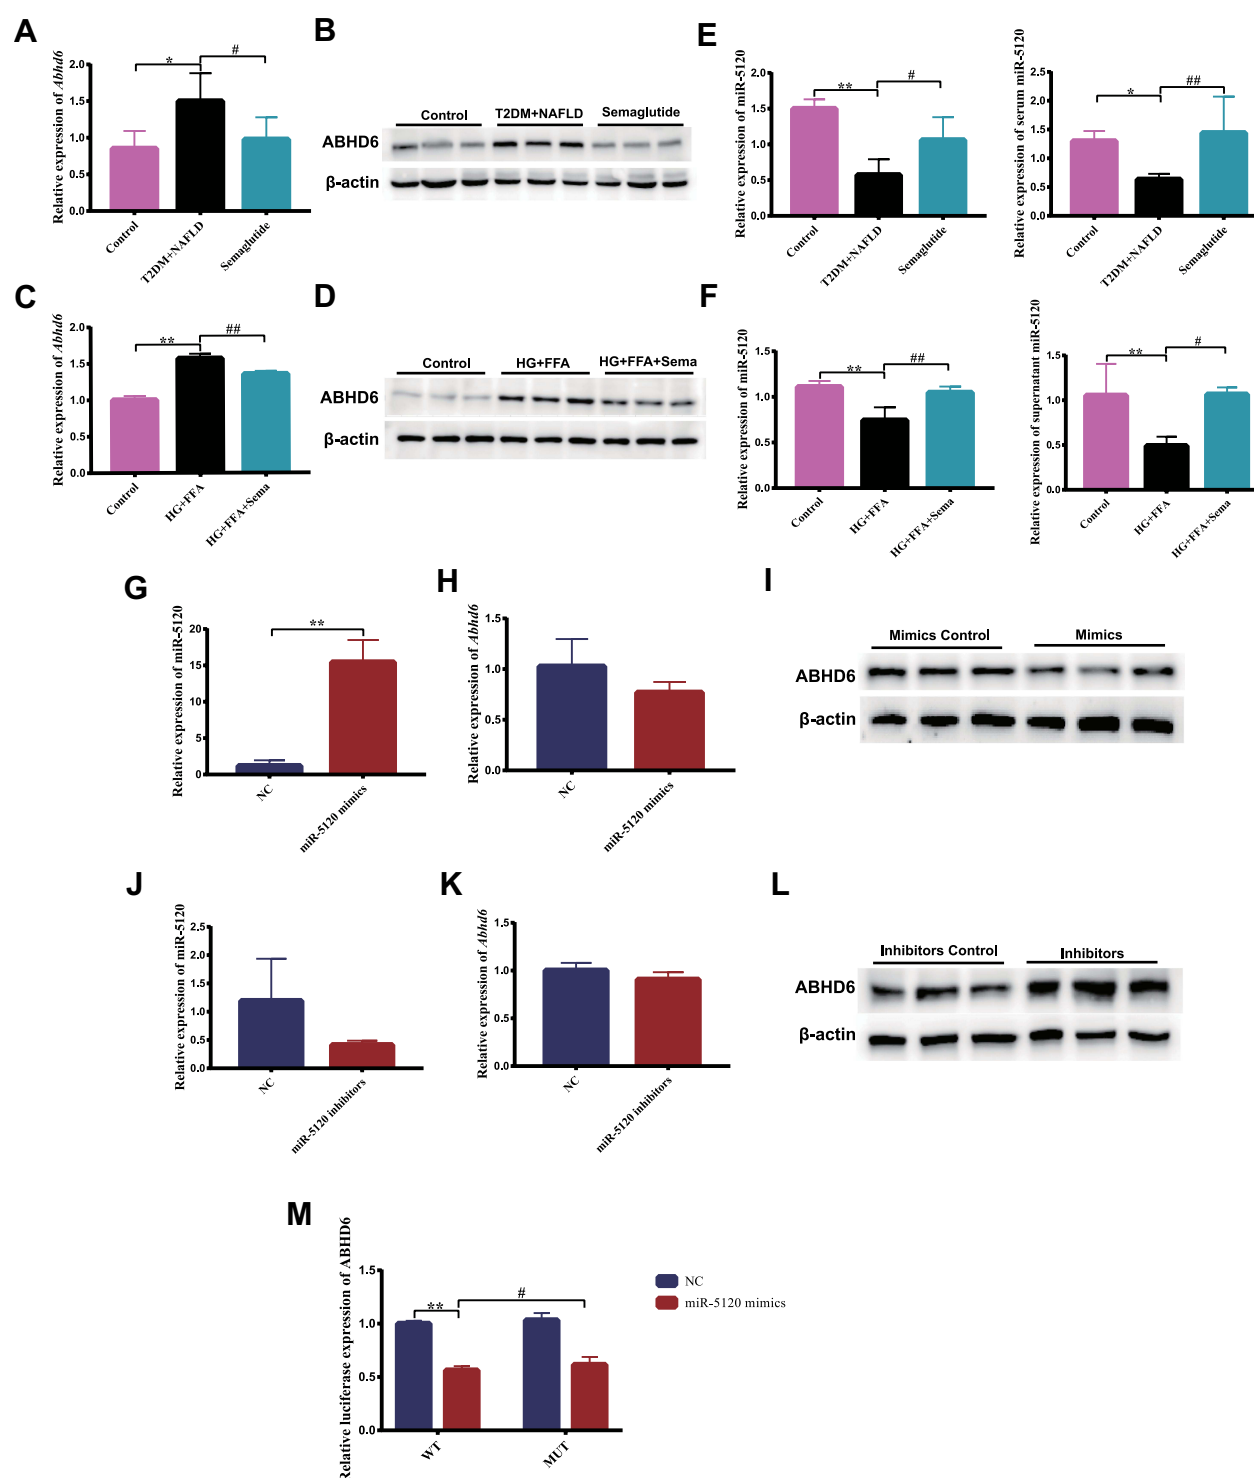 A
Relative expression of Abhd6
2.0
1.5
1.0
0.5
0.0
*
#
Control
T2DM+NAFLD
Semaglutide
B
Control
T2DM+NAFLD
Semaglutide
ABHD6
β-actin
E
Relative expression of miR-5120
2.0
1.5
1.0
0.5
0.0
**
#
Control
T2DM+NAFLD
Semaglutide
Relative expression of serum miR-5120
2.5
2.0
1.5
1.0
0.5
0.0
*
##
Control
T2DM+NAFLD
Semaglutide
C
Relative expression of Abhd6
2.0
1.5
1.0
0.5
0.0
**
##
Control
HG+FFA
HG+FFA+Sema
D
Control
HG+FFA
HG+FFA+Sema
ABHD6
β-actin
F
Relative expression of miR-5120
1.5
1.0
0.5
0.0
**
##
Control
HG+FFA
HG+FFA+Sema
Relative expression of supernatant miR-5120
1.5
1.0
0.5
0.0
**
#
Control
HG+FFA
HG+FFA+Sema
G
Relative expression of miR-5120
20
15
10
5
0
**
NC
miR-5120 mimics
H
Relative expression of Abhd6
1.5
1.0
0.5
0.0
NC
miR-5120 mimics
I
Mimics Control
Mimics
ABHD6
β-actin
J
Relative expression of miR-5120
2.5
2.0
1.5
1.0
0.5
0.0
NC
miR-5120 inhibitors
K
Relative expression of Abhd6
1.5
1.0
0.5
0.0
NC
miR-5120 inhibitors
L
Inhibitors Control
Inhibitors
ABHD6
β-actin
M
Relative luciferase expression of ABHD6
1.5
1.0
0.5
0.0
**
#
WT
MUT
NC
miR-5120 mimics